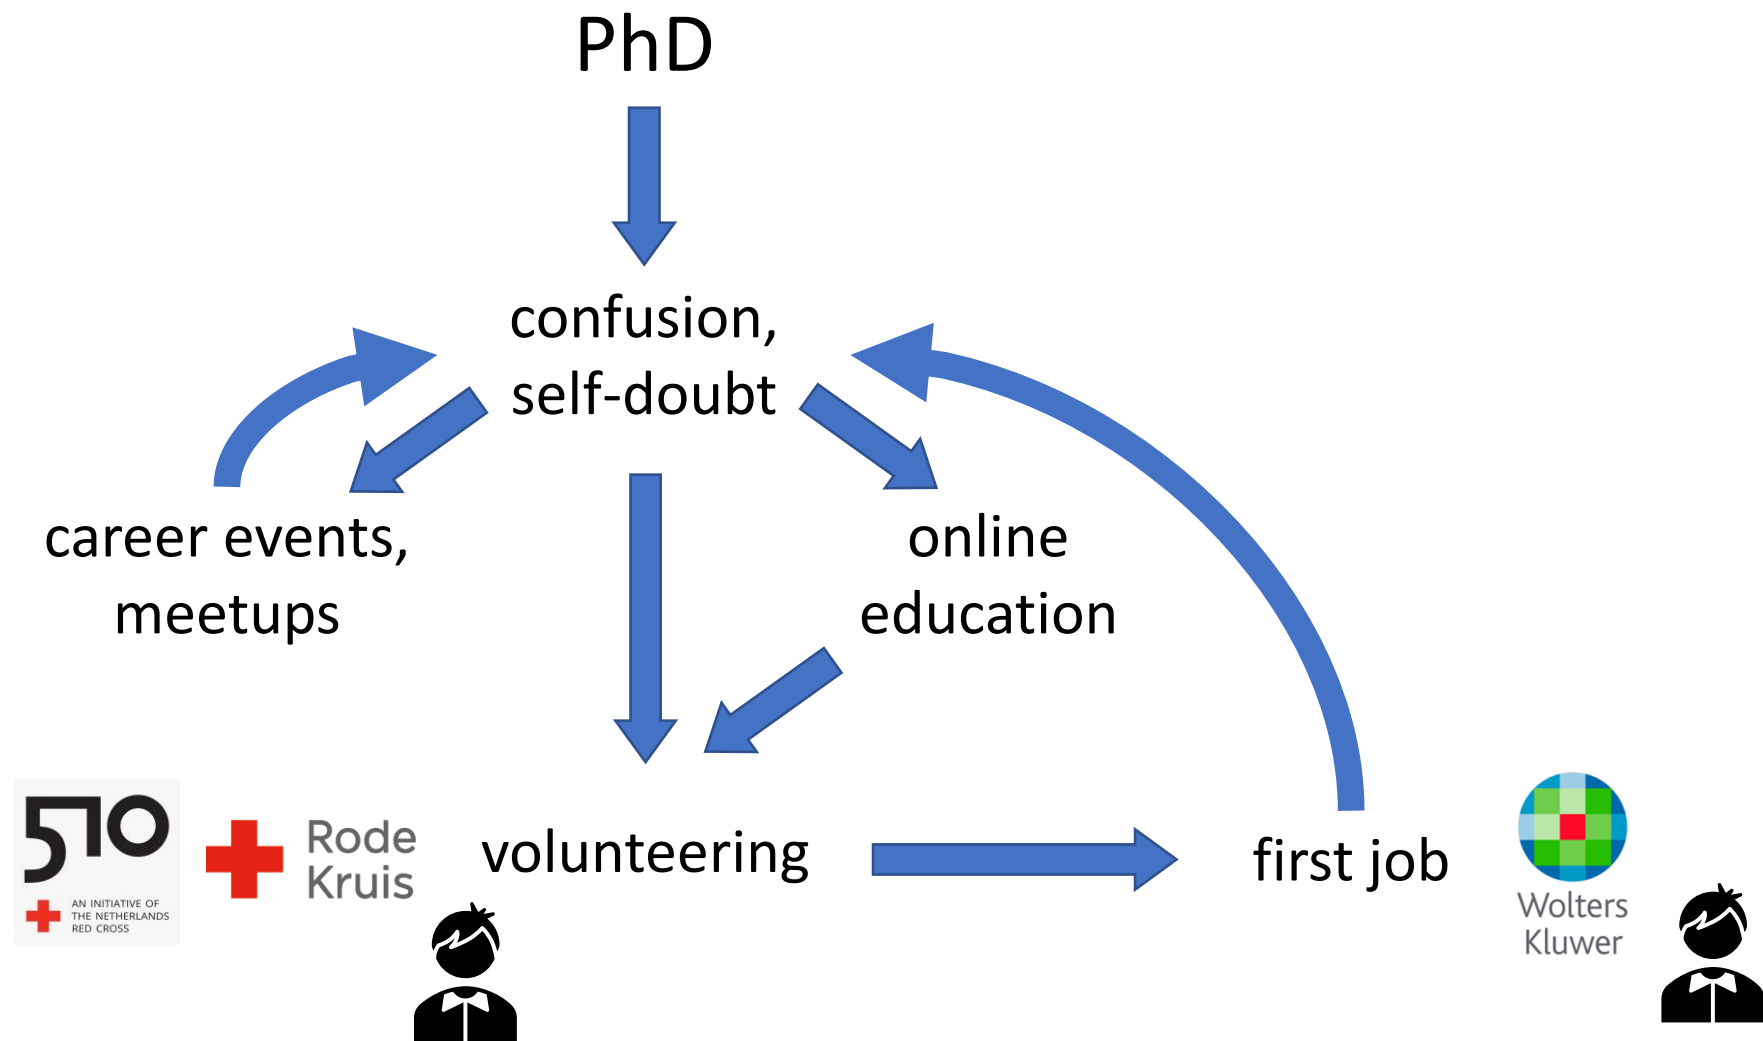 PhD
confusion,
self-doubt
career events,
meetups
online
education
510
AN INITIATIVE OF
THE NETHERLANDS
RED CROSS
Rode
Kruis
volunteering
first job
Wolters
Kluwer